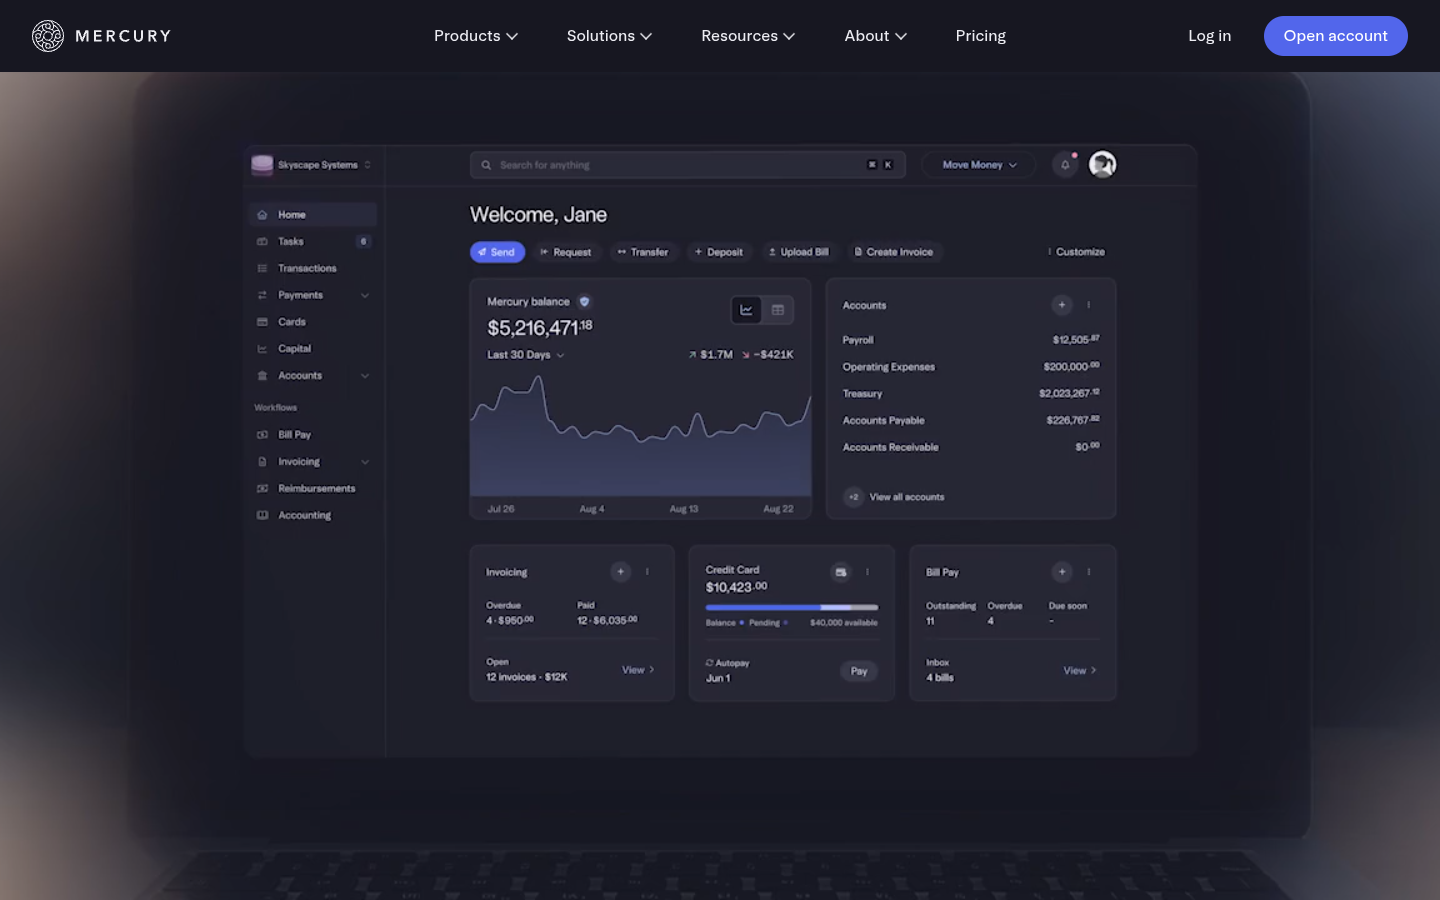 MERCURY
Products
Solutions
Resources
About
Pricing
Log in
Open account
Skyscape Systems
Search for anything
⌘ K
Move Money
Home
Tasks 6
Transactions
Payments
Cards
Capital
Accounts
Workflows
Bill Pay
Invoicing
Reimbursements
Accounting
Welcome, Jane
Send
Request
Transfer
Deposit
Upload Bill
Create Invoice
Customize
Mercury balance
$5,216,471.18
Last 30 Days
$1.7M
−$421K
Jul 26
Aug 4
Aug 13
Aug 22
Accounts
Payroll $12,505.87
Operating Expenses $200,000.00
Treasury $2,023,267.12
Accounts Payable $226,767.82
Accounts Receivable $0.00
+2 View all accounts
Invoicing
Overdue Paid
4 · $950.00 12 · $6,035.00
Open
12 invoices - $12K
View
Credit Card
$10,423.00
Balance Pending $40,000 available
Autopay
Jun 1
Pay
Bill Pay
Outstanding Overdue Due soon
11 4 -
Inbox
4 bills
View